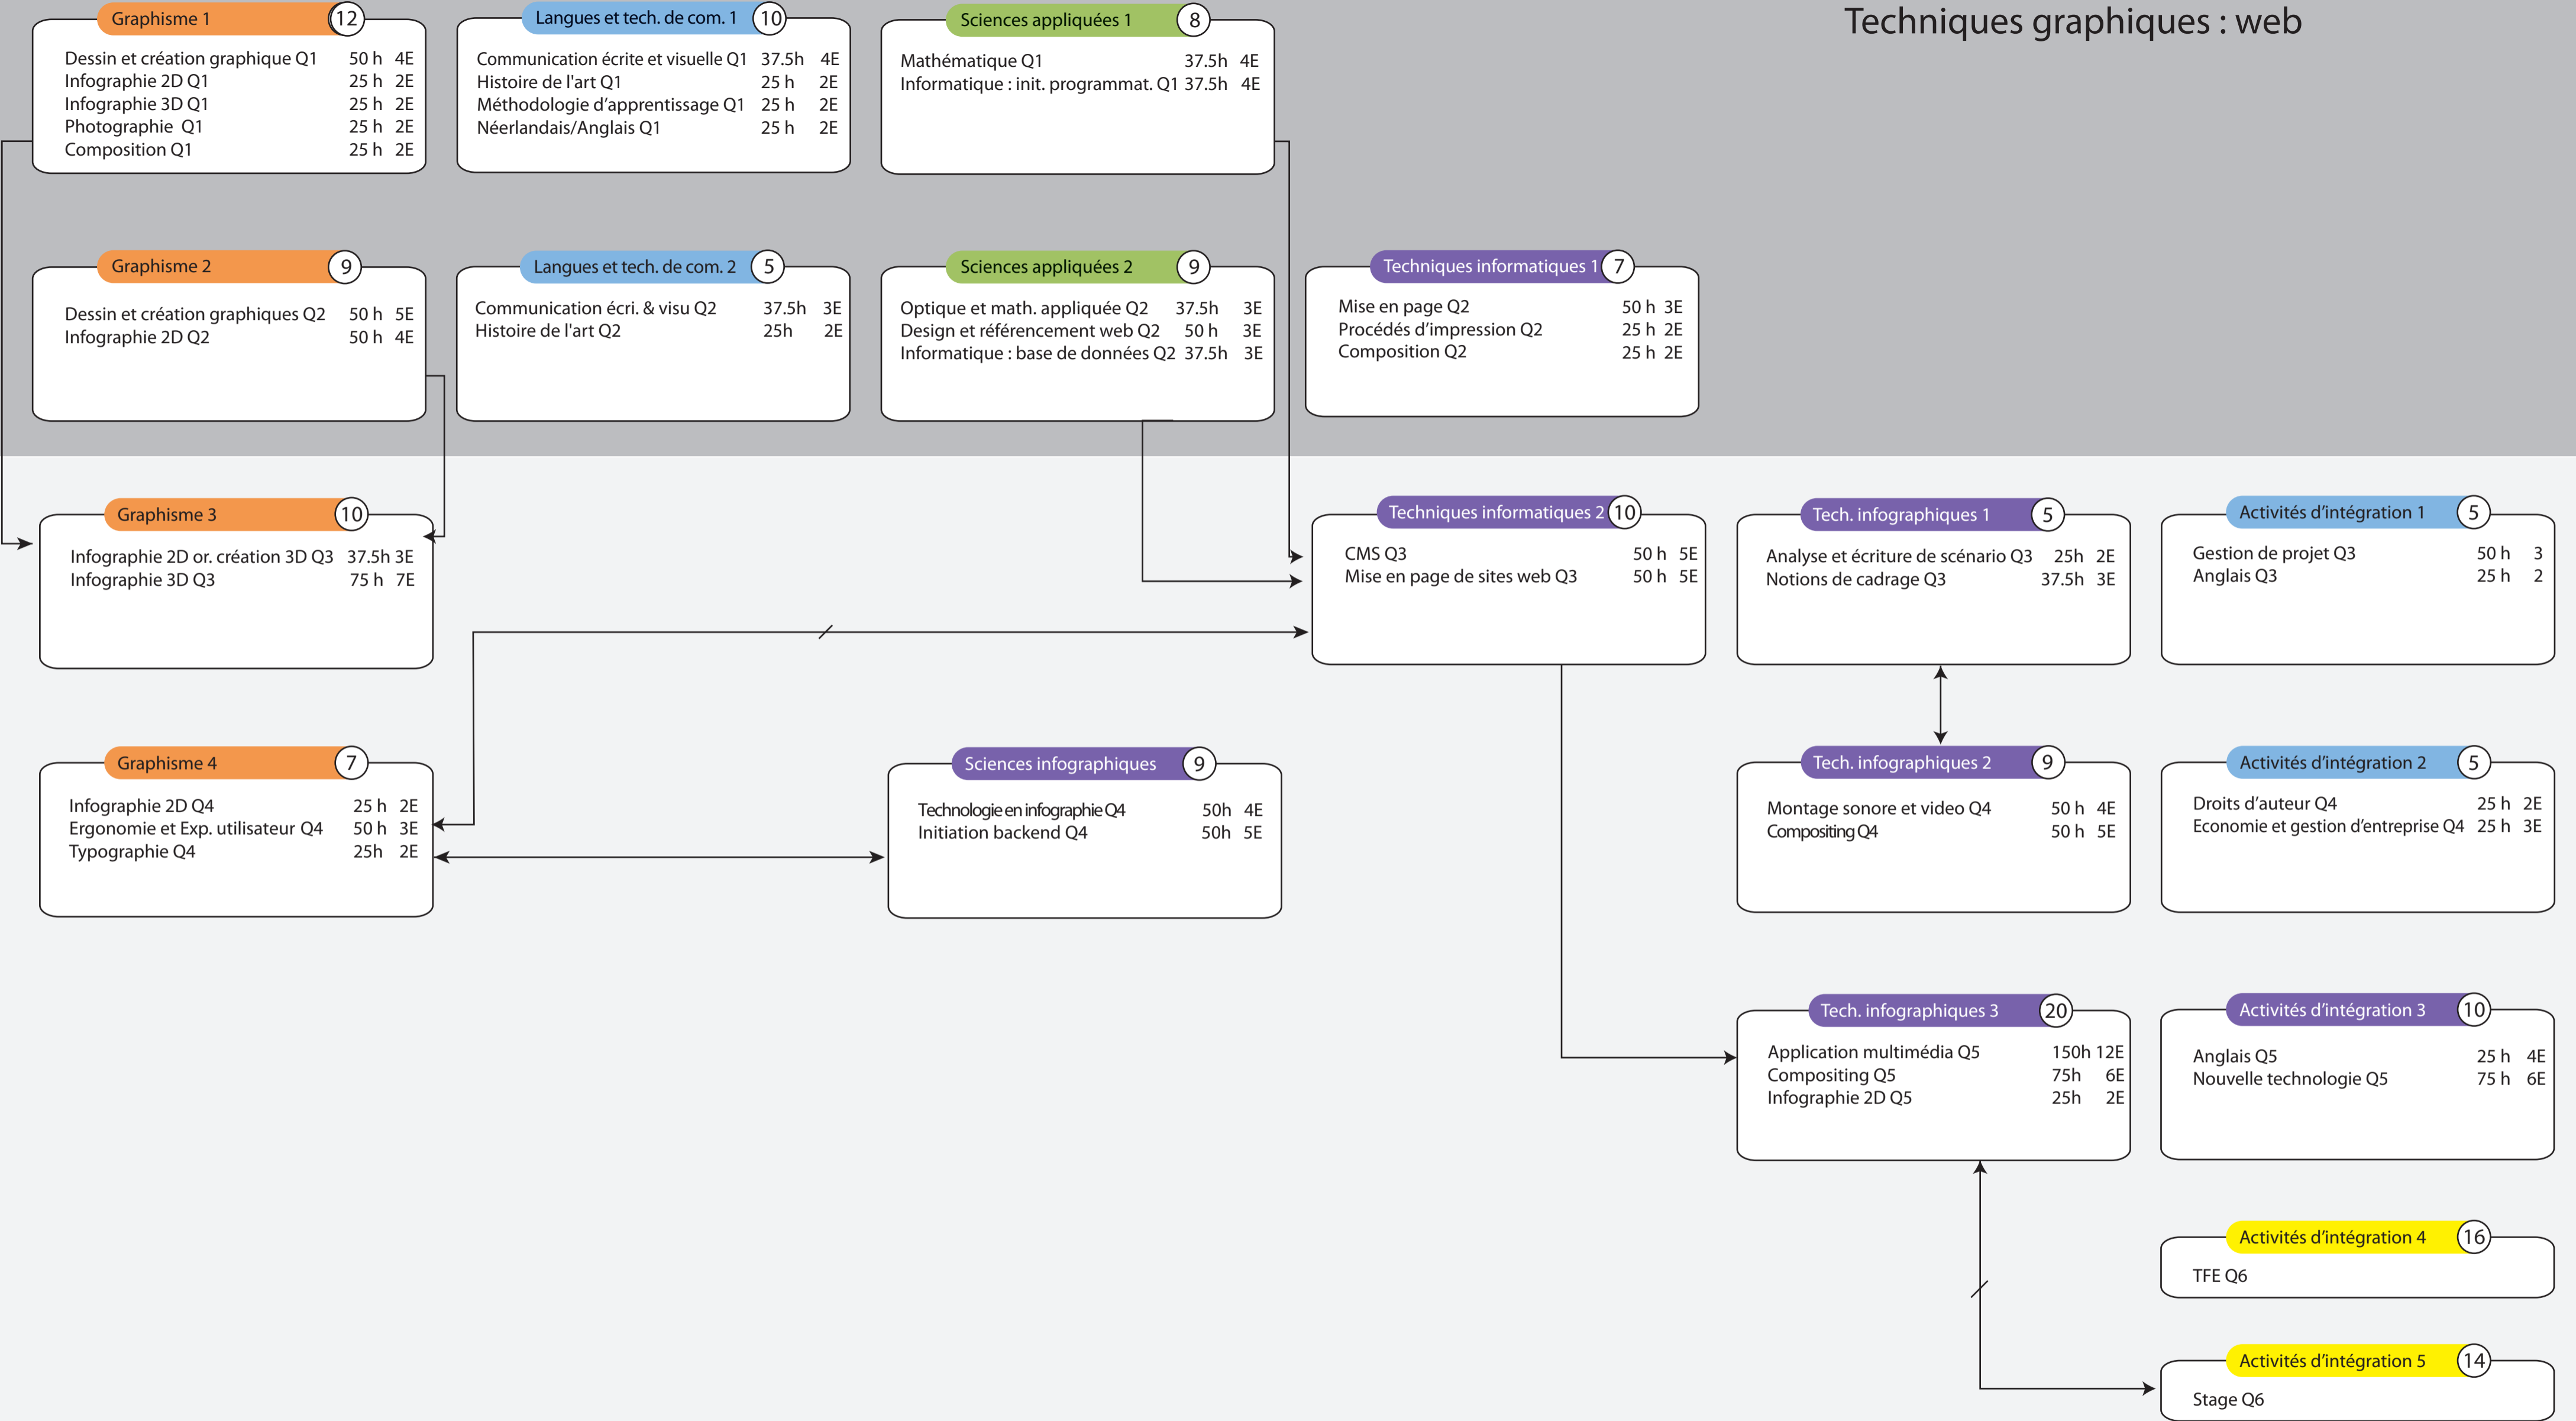 Techniques graphiques : web
Graphisme 1 12
Dessin et création graphique Q1 50 h 4E
Infographie 2D Q1 25 h 2E
Infographie 3D Q1 25 h 2E
Photographie Q1 25 h 2E
Composition Q1 25 h 2E
Langues et tech. de com. 1 10
Communication écrite et visuelle Q1 37.5h 4E
Histoire de l'art Q1 25 h 2E
Méthodologie d’apprentissage Q1 25 h 2E
Néerlandais/Anglais Q1 25 h 2E
Sciences appliquées 1 8
Mathématique Q1 37.5h 4E
Informatique : init. programmat. Q1 37.5h 4E
Graphisme 2 9
Dessin et création graphiques Q2 50 h 5E
Infographie 2D Q2 50 h 4E
Langues et tech. de com. 2 5
Communication écri. & visu Q2 37.5h 3E
Histoire de l'art Q2 25h 2E
Sciences appliquées 2 9
Optique et math. appliquée Q2 37.5h 3E
Design et référencement web Q2 50 h 3E
Informatique : base de données Q2 37.5h 3E
Techniques informatiques 1 7
Mise en page Q2 50 h 3E
Procédés d’impression Q2 25 h 2E
Composition Q2 25 h 2E
Graphisme 3 10
Infographie 2D or. création 3D Q3 37.5h 3E
Infographie 3D Q3 75 h 7E
Techniques informatiques 2 10
CMS Q3 50 h 5E
Mise en page de sites web Q3 50 h 5E
Tech. infographiques 1 5
Analyse et écriture de scénario Q3 25h 2E
Notions de cadrage Q3 37.5h 3E
Activités d’intégration 1 5
Gestion de projet Q3 50 h 3
Anglais Q3 25 h 2
Graphisme 4 7
Infographie 2D Q4 25 h 2E
Ergonomie et Exp. utilisateur Q4 50 h 3E
Typographie Q4 25h 2E
Sciences infographiques 9
Technologie en infographie Q4 50h 4E
Initiation backend Q4 50h 5E
Tech. infographiques 2 9
Montage sonore et video Q4 50 h 4E
Compositing Q4 50 h 5E
Activités d’intégration 2 5
Droits d’auteur Q4 25 h 2E
Economie et gestion d’entreprise Q4 25 h 3E
Tech. infographiques 3 20
Application multimédia Q5 150h 12E
Compositing Q5 75h 6E
Infographie 2D Q5 25h 2E
Activités d’intégration 3 10
Anglais Q5 25 h 4E
Nouvelle technologie Q5 75 h 6E
Activités d’intégration 4 16
TFE Q6
Activités d’intégration 5 14
Stage Q6